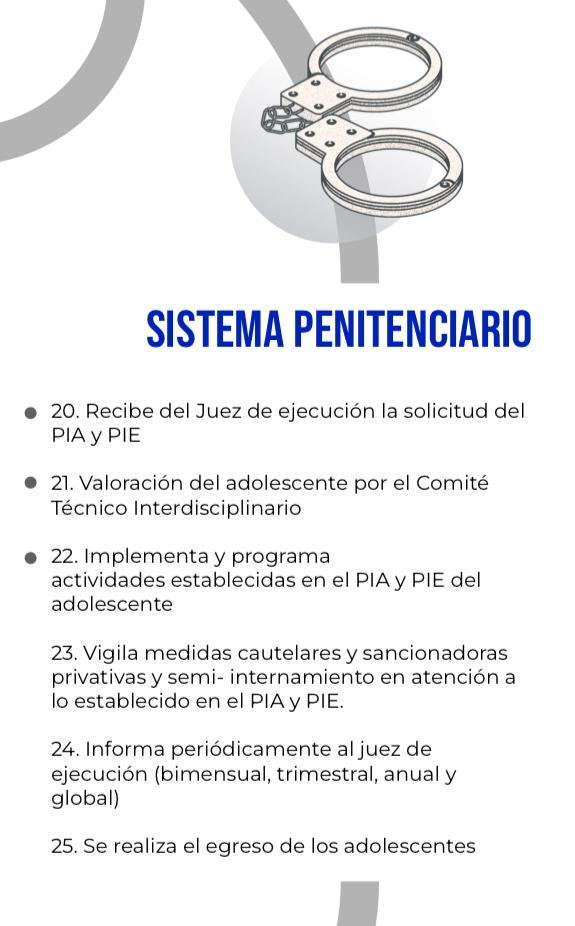 SISTEMA PENITENCIARIO
20. Recibe del Juez de ejecución la solicitud del
PIA y PIE
21. Valoración del adolescente por el Comité
Técnico Interdisciplinario
22. Implementa y programa
actividades establecidas en el PIA y PIE del
adolescente
23. Vigila medidas cautelares y sancionadoras
privativas y semi- internamiento en atención a
lo establecido en el PIA y PIE.
24. Informa periódicamente al juez de
ejecución (bimensual, trimestral, anual y
global)
25. Se realiza el egreso de los adolescentes